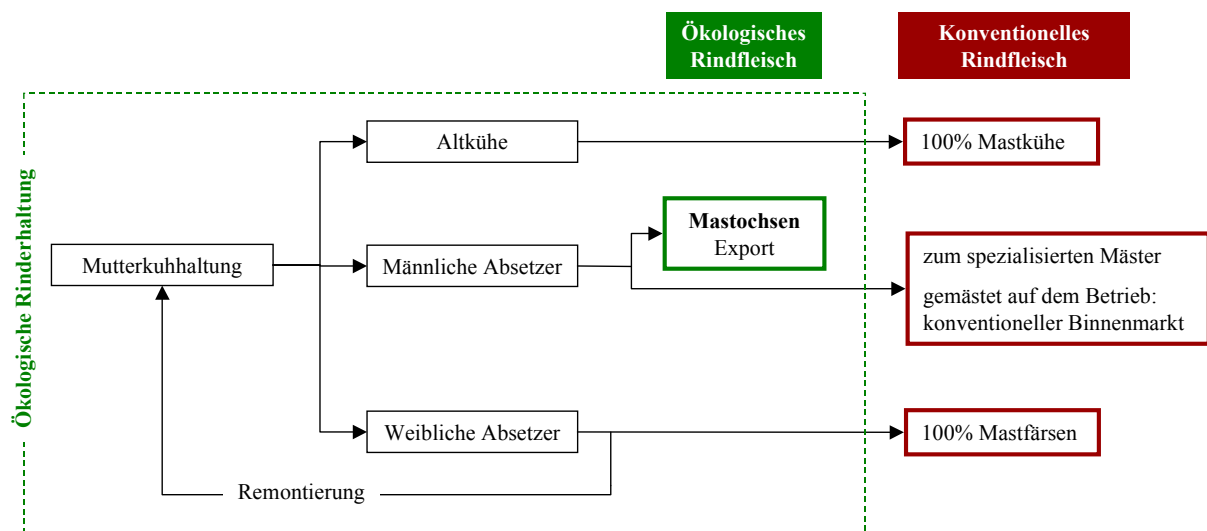 Ökologisches
Rindfleisch
Konventionelles
Rindfleisch
Ökologische Rinderhaltung
Altkühe
100% Mastkühe
Mastochsen
Export
Mutterkuhhaltung
Männliche Absetzer
zum spezialisierten Mäster
gemästet auf dem Betrieb:
konventioneller Binnenmarkt
Weibliche Absetzer
100% Mastfärsen
Remontierung